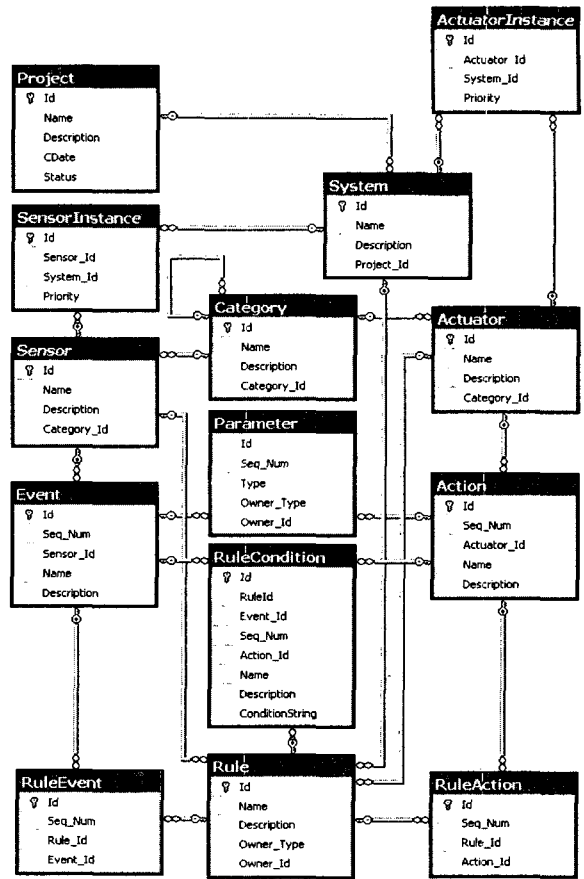 ActuatorInstance
Id
Actuator_Id
System_Id
Priority
Project
Id
Name
Description
CDate
Status
System
Id
Name
Description
Project_Id
SensorInstance
Id
Sensor_Id
System_Id
Priority
Category
Id
Name
Description
Category_Id
Actuator
Id
Name
Description
Category_Id
Sensor
Id
Name
Description
Category_Id
Parameter
Id
Seq_Num
Type
Owner_Type
Owner_Id
Event
Id
Seq_Num
Sensor_Id
Name
Description
Action
Id
Seq_Num
Actuator_Id
Name
Description
RuleCondition
Id
RuleId
Event_Id
Seq_Num
Action_Id
Name
Description
ConditionString
RuleEvent
Id
Seq_Num
Rule_Id
Event_Id
Rule
Id
Name
Description
Owner_Type
Owner_Id
RuleAction
Id
Seq_Num
Rule_Id
Action_Id